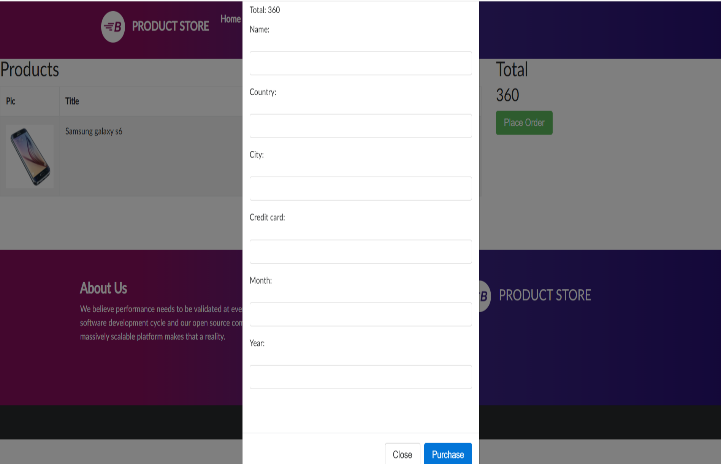 B PRODUCT STORE
Home
Products
Pic
Title
Samsung galaxy s6
Total: 360
Name:
Country:
City:
Credit card:
Month:
Year:
Close
Purchase
Total
360
Place Order
About Us
We believe performance needs to be validated at eve
software development cycle and our open source com
massively scalable platform makes that a reality.
B PRODUCT STORE